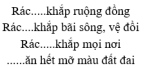 Rác.....khắp ruộng đồng
Rác....khắp bãi sông, vệ đồi
Rác.....khắp mọi nơi
......ăn hết mỡ màu đất đai